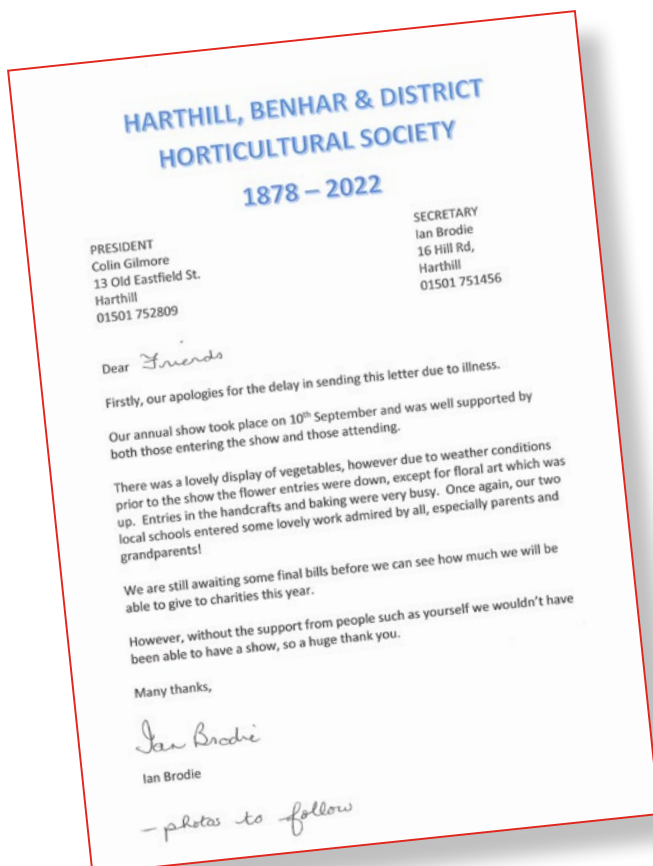 HARTHILL, BENHAR & DISTRICT
HORTICULTURAL SOCIETY
1878 – 2022
PRESIDENT
Colin Gilmore
13 Old Eastfield St.
Harthill
01501 752809
SECRETARY
Ian Brodie
16 Hill Rd,
Harthill
01501 751456
Dear Friends
Firstly, our apologies for the delay in sending this letter due to illness.
Our annual show took place on 10th September and was well supported by
both those entering the show and those attending.
There was a lovely display of vegetables, however due to weather conditions
prior to the show the flower entries were down, except for floral art which was
up. Entries in the handcrafts and baking were very busy. Once again, our two
local schools entered some lovely work admired by all, especially parents and
grandparents!
We are still awaiting some final bills before we can see how much we will be
able to give to charities this year.
However, without the support from people such as yourself we wouldn't have
been able to have a show, so a huge thank you.
Many thanks,
Ian Brodie
Ian Brodie
– photos to follow